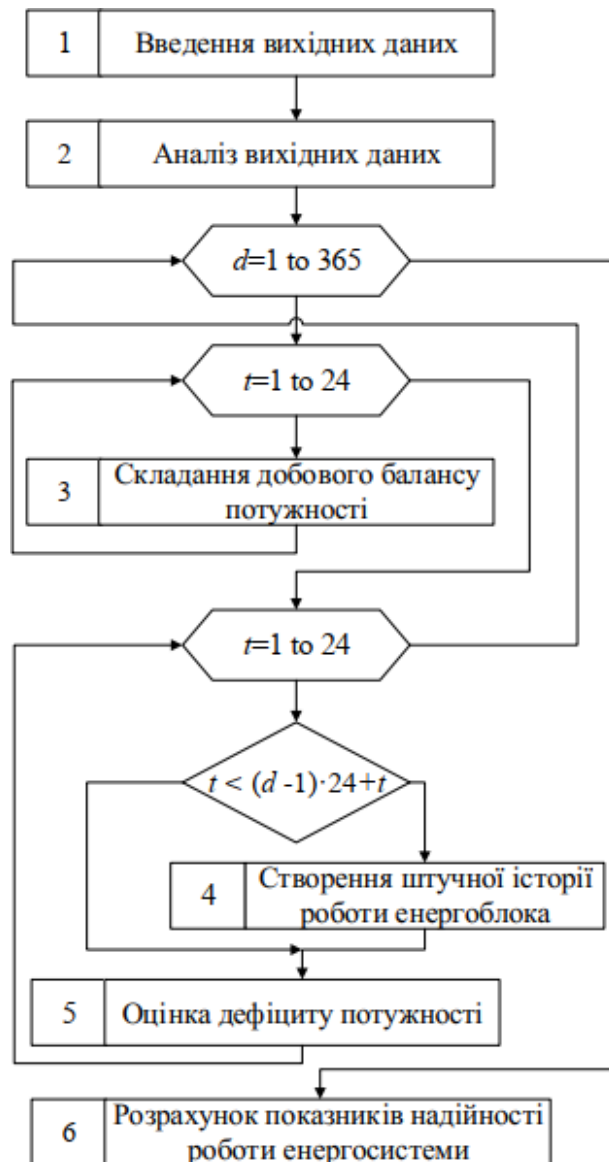 1 Введення вихідних даних
2 Аналіз вихідних даних
d=1 to 365
t=1 to 24
3 Складання добового балансу
потужності
t=1 to 24
t < (d -1)·24+t
4 Створення штучної історії
роботи енергоблока
5 Оцінка дефіциту потужності
6 Розрахунок показників надійності
роботи енергосистеми